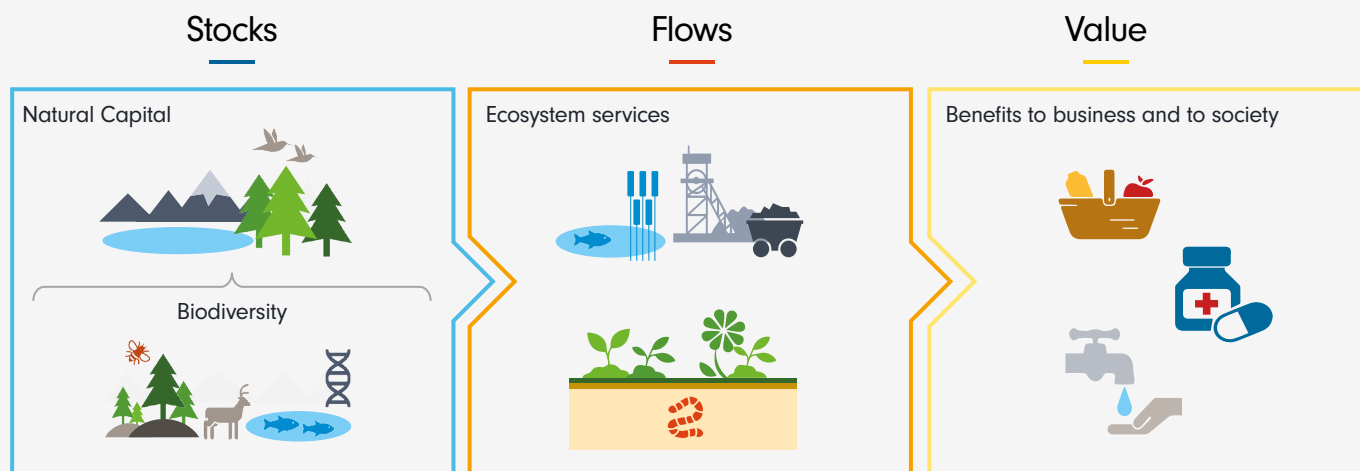 Stocks
Flows
Value
Natural Capital
Ecosystem services
Benefits to business and to society
Biodiversity